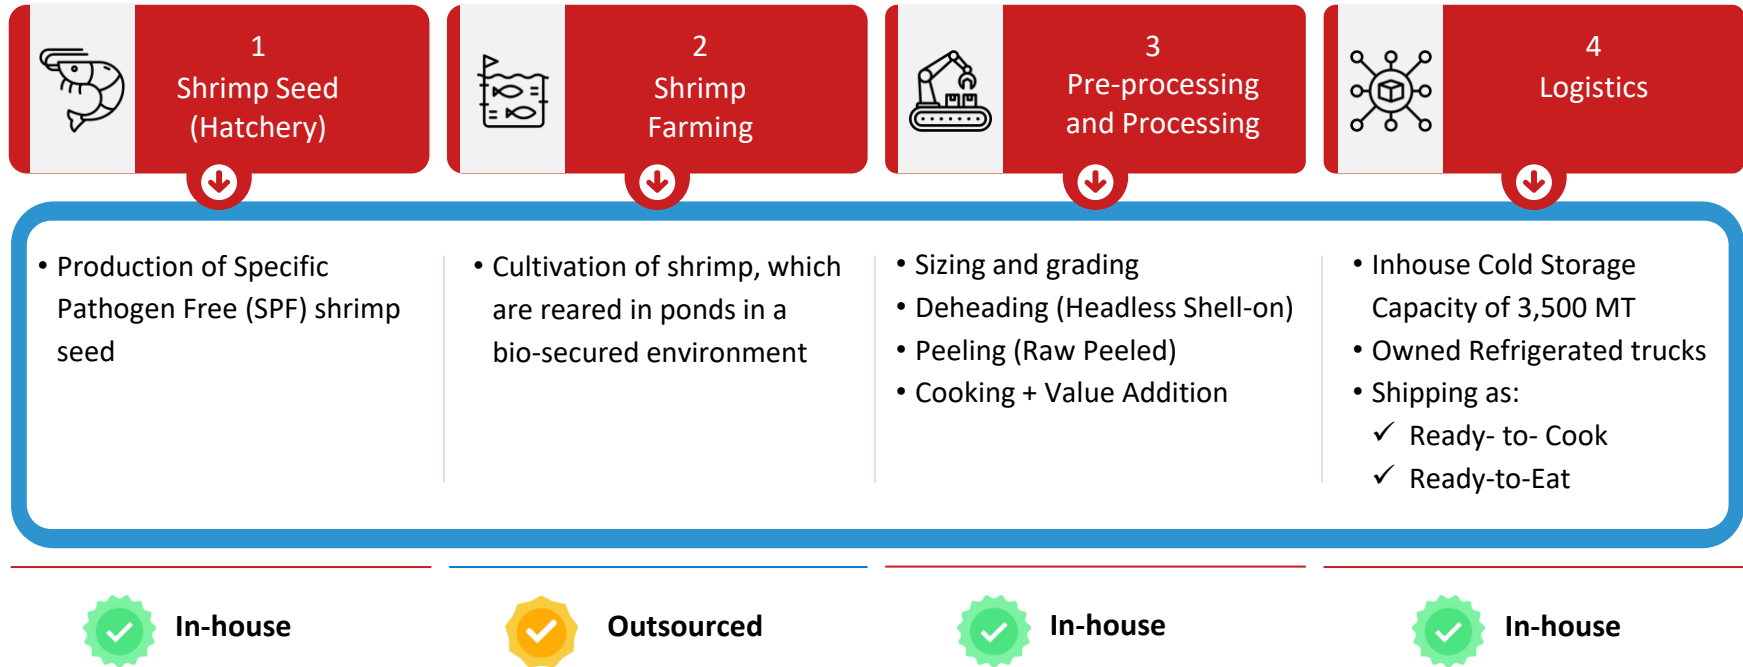 1
Shrimp Seed
(Hatchery)
2
Shrimp
Farming
3
Pre-processing
and Processing
4
Logistics
• Production of Specific
Pathogen Free (SPF) shrimp
seed
• Cultivation of shrimp, which
are reared in ponds in a
bio-secured environment
• Sizing and grading
• Deheading (Headless Shell-on)
• Peeling (Raw Peeled)
• Cooking + Value Addition
• Inhouse Cold Storage
Capacity of 3,500 MT
• Owned Refrigerated trucks
• Shipping as:
✓ Ready- to- Cook
✓ Ready-to-Eat
In-house
Outsourced
In-house
In-house